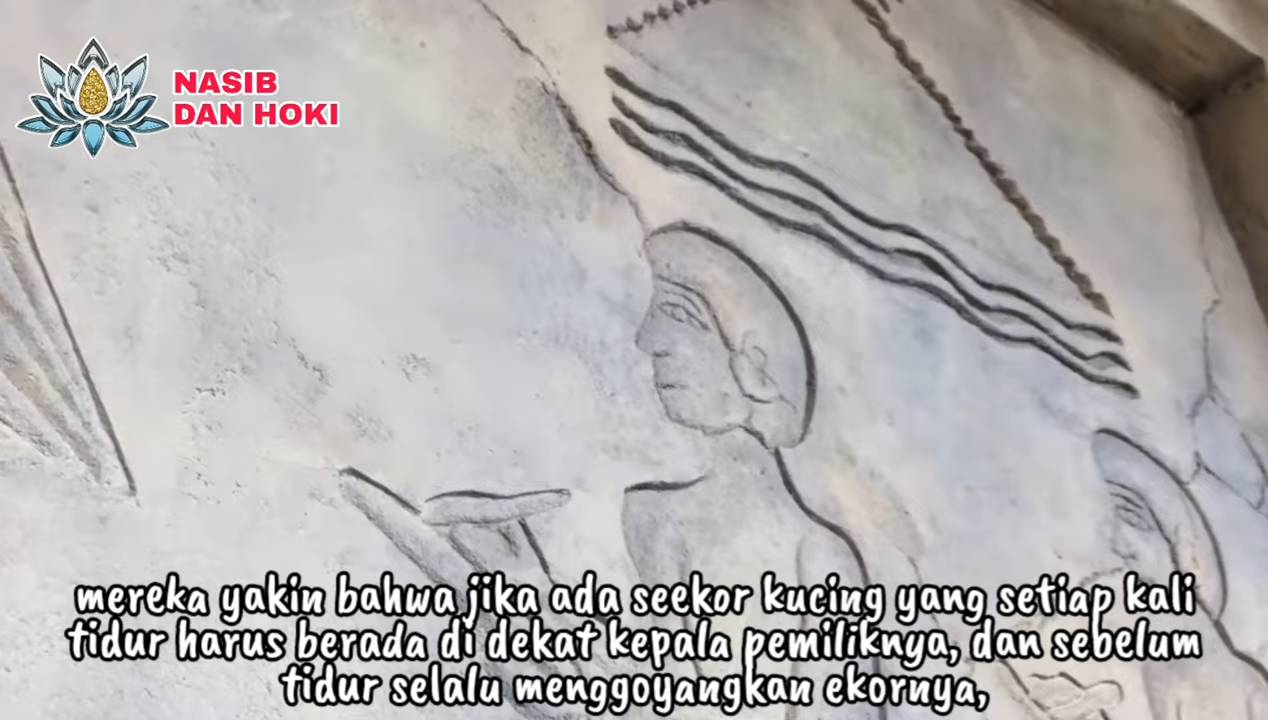 NASIB
DAN HOKI
mereka yakin bahwa jika ada seekor kucing yang setiap kali
tidur harus berada di dekat kepala pemiliknya, dan sebelum
tidur selalu menggoyangkan ekornya,